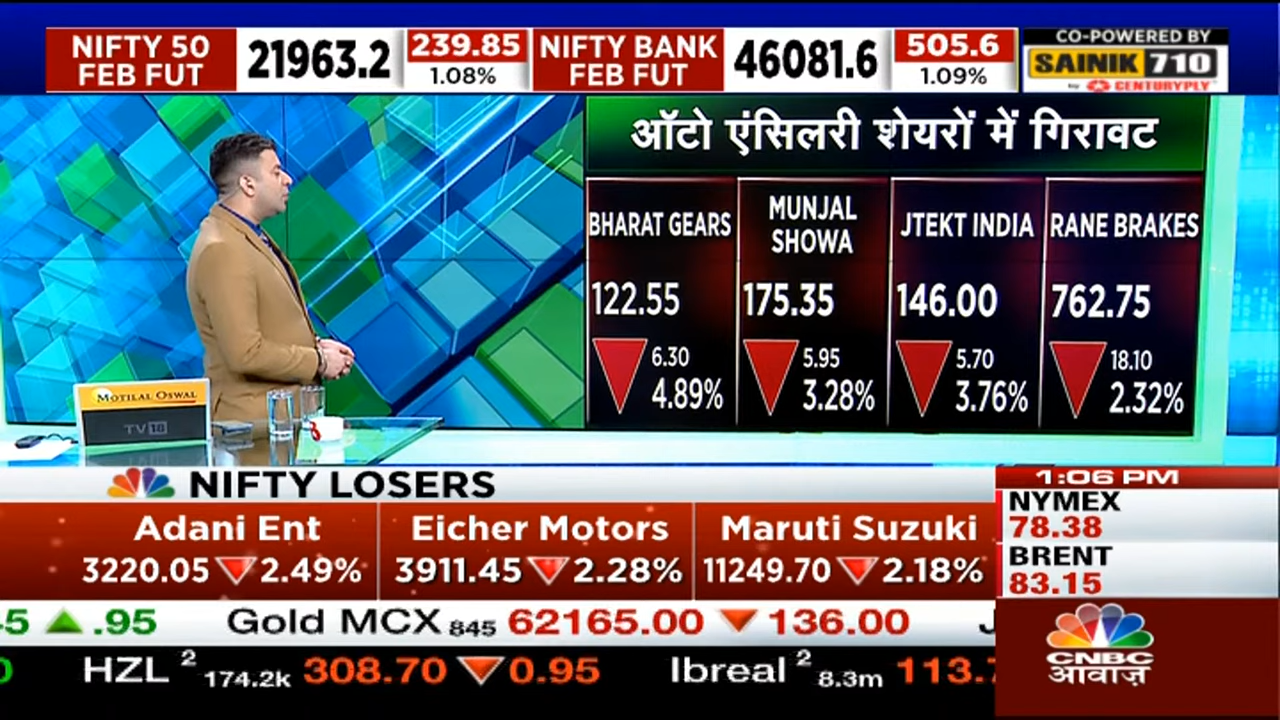 NIFTY 50
FEB FUT
21963.2
239.85
1.08%
NIFTY BANK
FEB FUT
46081.6
505.6
1.09%
CO-POWERED BY
SAINIK 710
by CENTURYPLY
ऑटो एंसिलरी शेयरों में गिरावट
BHARAT GEARS
122.55
6.30
4.89%
MUNJAL
SHOWA
175.35
5.95
3.28%
JTEKT INDIA
146.00
5.70
3.76%
RANE BRAKES
762.75
18.10
2.32%
MOTILAL OSWAL
TV18
NIFTY LOSERS
Adani Ent
3220.05 ▼ 2.49%
Eicher Motors
3911.45 ▼ 2.28%
Maruti Suzuki
11249.70 ▼ 2.18%
1:06 PM
NYMEX
78.38
BRENT
83.15
5 ▲ .95 Gold MCX 845 62165.00 ▼ 136.00
HZL 2 174.2k 308.70 ▼ 0.95 Ibreal 2 8.3m 113.7
CNBC
आवाज़